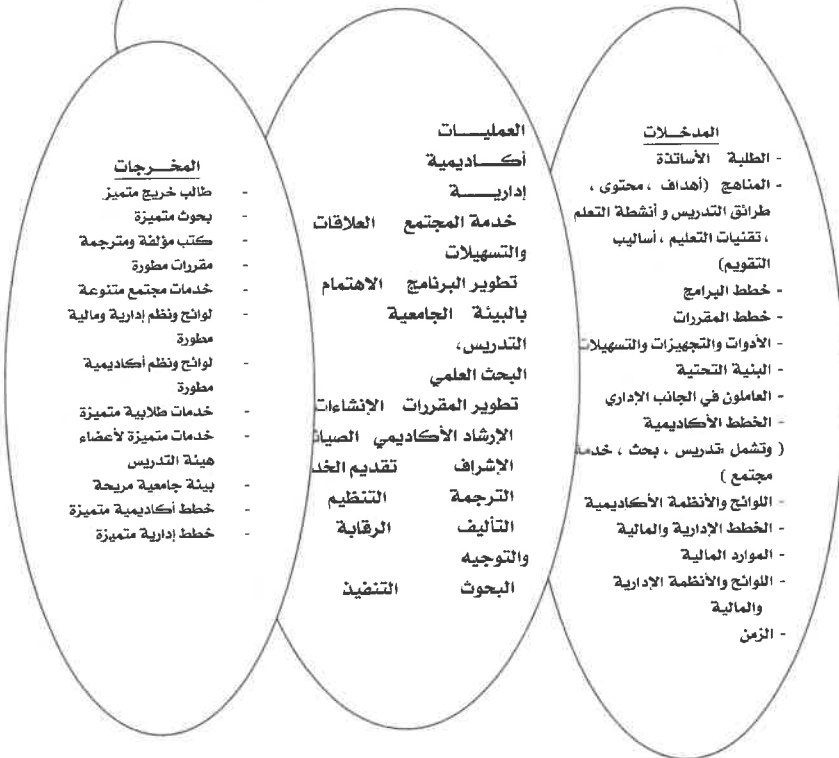 المدخــلات
- الطلبة الأساتذة
- المناهج (أهداف ، محتوى ،
طرائق التدريس و أنشطة التعلم
، تقنيات التعليم ، أساليب
التقويم)
- خطط البرامج
- خطط المقررات
- الأدوات والتجهيزات والتسهيلات
- البنية التحتية
- العاملون في الجانب الإداري
- الخطط الأكاديمية
( وتشمل :تدريس ، بحث ، خدمة
مجتمع )
- اللوائح والأنظمة الأكاديمية
- الخطط الإدارية والمالية
- الموارد المالية
- اللوائح والأنظمة الإدارية
والمالية
- الزمن
العمليـــــات
أكـــــاديمية
إداريـــــة
خدمة المجتمع العلاقات
والتسهيلات
تطوير البرنامج الاهتمام
بالبيئة الجامعية
التدريس،
البحث العلمي
تطوير المقررات الإنشاءات
الإرشاد الأكاديمي
الإشراف تقديم
الترجمة التنظيم
التأليف الرقابة
والتوجيه
البحوث التنفيذ
المخــرجات
- طالب خريج متميز
- بحوث متميزة
- كتب مؤلفة ومترجمة
- مقررات مطورة
- خدمات مجتمع متنوعة
- لوائح ونظم إدارية ومالية
مطورة
- لوائح ونظم أكاديمية
مطورة
- خدمات طلابية متميزة
- خدمات متميزة لأعضاء
هيئة التدريس
- بيئة جامعية مريحة
- خطط أكاديمية متميزة
- خطط إدارية متميزة